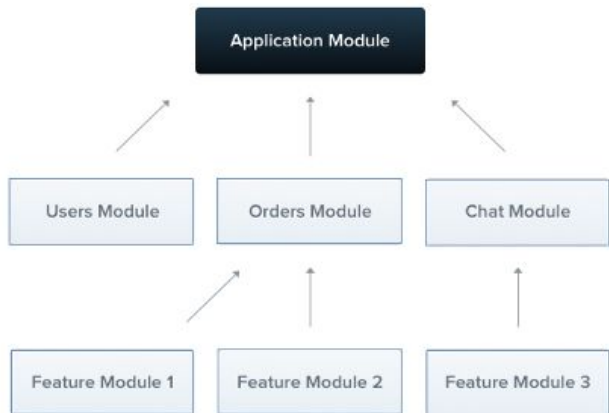 Application Module
Users Module
Orders Module
Chat Module
Feature Module 1
Feature Module 2
Feature Module 3